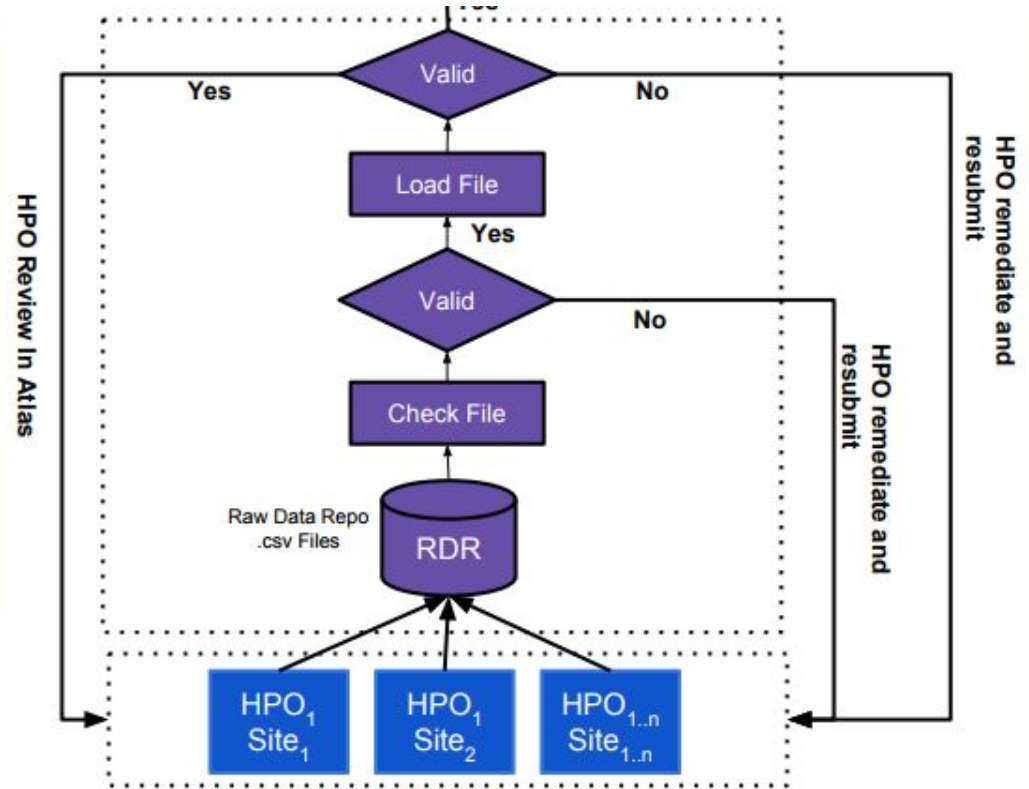 Yes
Valid
Yes
No
Load File
Yes
Valid
No
Check File
Raw Data Repo
.csv Files
RDR
HPO Review In Atlas
HPO remediate and
resubmit
HPO remediate and
resubmit
HPO1
Site1
HPO1
Site2
HPO1..n
Site1..n